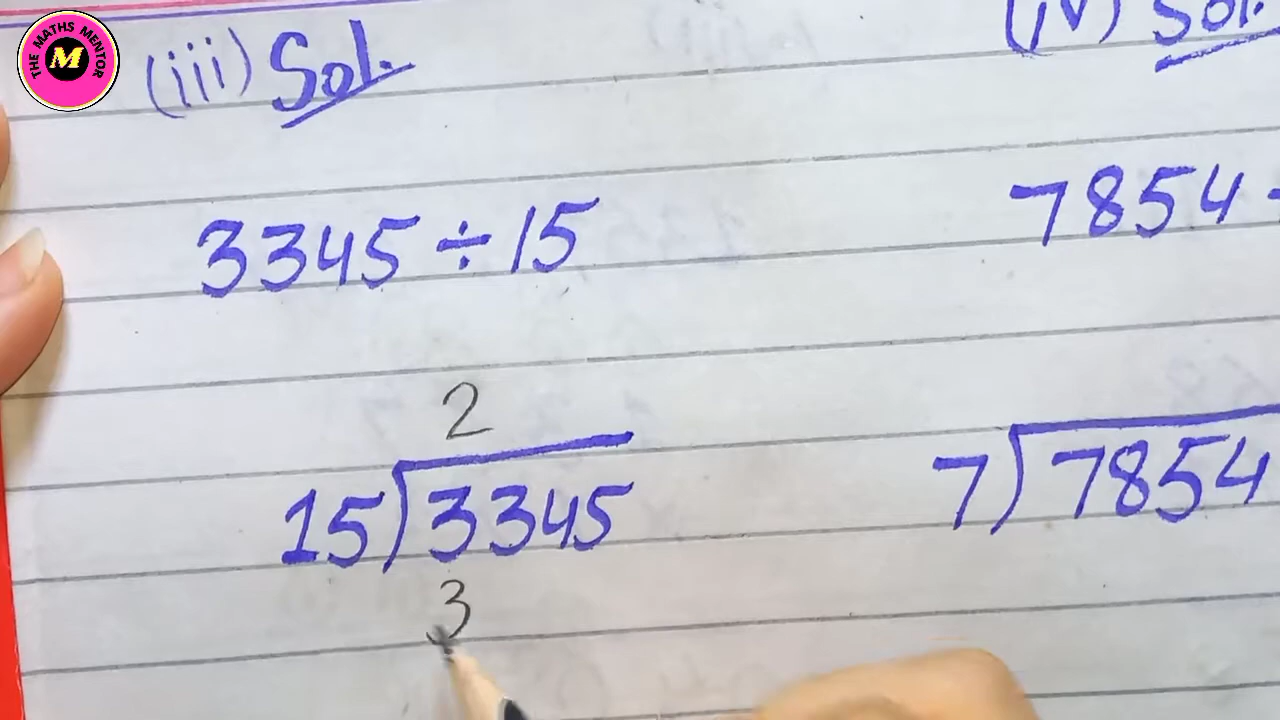 THE MATHS MENTOR
M
(iii) Sol.
(iv) Sol.
3345 ÷ 15
7854
2
15)3345
7)7854
3